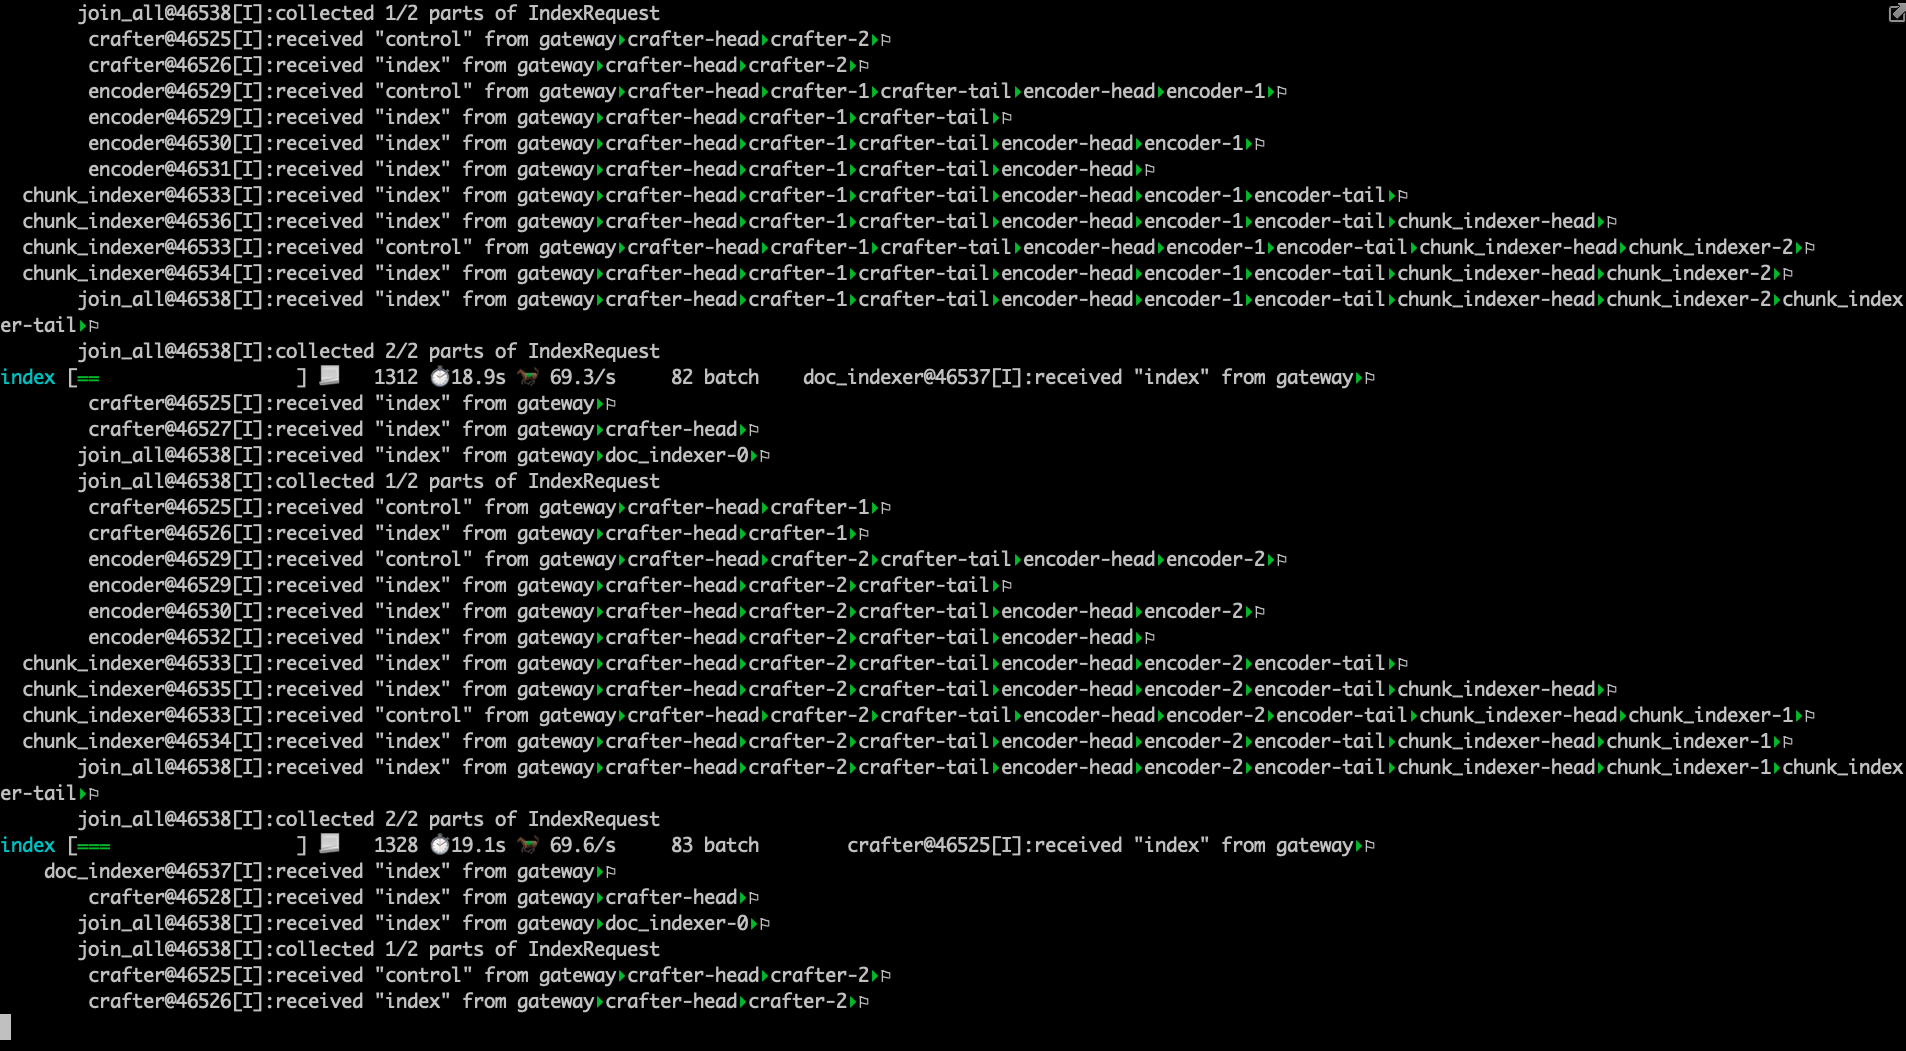 join_all@46538[I]:collected 1/2 parts of IndexRequest
crafter@46525[I]:received "control" from gateway▸crafter-head▸crafter-2▸⚐
crafter@46526[I]:received "index" from gateway▸crafter-head▸crafter-2▸⚐
encoder@46529[I]:received "control" from gateway▸crafter-head▸crafter-1▸crafter-tail▸encoder-head▸encoder-1▸⚐
encoder@46529[I]:received "index" from gateway▸crafter-head▸crafter-1▸crafter-tail▸⚐
encoder@46530[I]:received "index" from gateway▸crafter-head▸crafter-1▸crafter-tail▸encoder-head▸encoder-1▸⚐
encoder@46531[I]:received "index" from gateway▸crafter-head▸crafter-1▸crafter-tail▸encoder-head▸⚐
chunk_indexer@46533[I]:received "index" from gateway▸crafter-head▸crafter-1▸crafter-tail▸encoder-head▸encoder-1▸encoder-tail▸⚐
chunk_indexer@46536[I]:received "index" from gateway▸crafter-head▸crafter-1▸crafter-tail▸encoder-head▸encoder-1▸encoder-tail▸chunk_indexer-head▸⚐
chunk_indexer@46533[I]:received "control" from gateway▸crafter-head▸crafter-1▸crafter-tail▸encoder-head▸encoder-1▸encoder-tail▸chunk_indexer-head▸chunk_indexer-2▸⚐
chunk_indexer@46534[I]:received "index" from gateway▸crafter-head▸crafter-1▸crafter-tail▸encoder-head▸encoder-1▸encoder-tail▸chunk_indexer-head▸chunk_indexer-2▸⚐
join_all@46538[I]:received "index" from gateway▸crafter-head▸crafter-1▸crafter-tail▸encoder-head▸encoder-1▸encoder-tail▸chunk_indexer-head▸chunk_indexer-2▸chunk_index
er-tail▸⚐
join_all@46538[I]:collected 2/2 parts of IndexRequest
index [==                  ] 📃   1312 ⏱️18.9s 🐎 69.3/s     82 batch    doc_indexer@46537[I]:received "index" from gateway▸⚐
crafter@46525[I]:received "index" from gateway▸⚐
crafter@46527[I]:received "index" from gateway▸crafter-head▸⚐
join_all@46538[I]:received "index" from gateway▸doc_indexer-0▸⚐
join_all@46538[I]:collected 1/2 parts of IndexRequest
crafter@46525[I]:received "control" from gateway▸crafter-head▸crafter-1▸⚐
crafter@46526[I]:received "index" from gateway▸crafter-head▸crafter-1▸⚐
encoder@46529[I]:received "control" from gateway▸crafter-head▸crafter-2▸crafter-tail▸encoder-head▸encoder-2▸⚐
encoder@46529[I]:received "index" from gateway▸crafter-head▸crafter-2▸crafter-tail▸⚐
encoder@46530[I]:received "index" from gateway▸crafter-head▸crafter-2▸crafter-tail▸encoder-head▸encoder-2▸⚐
encoder@46532[I]:received "index" from gateway▸crafter-head▸crafter-2▸crafter-tail▸encoder-head▸⚐
chunk_indexer@46533[I]:received "index" from gateway▸crafter-head▸crafter-2▸crafter-tail▸encoder-head▸encoder-2▸encoder-tail▸⚐
chunk_indexer@46535[I]:received "index" from gateway▸crafter-head▸crafter-2▸crafter-tail▸encoder-head▸encoder-2▸encoder-tail▸chunk_indexer-head▸⚐
chunk_indexer@46533[I]:received "control" from gateway▸crafter-head▸crafter-2▸crafter-tail▸encoder-head▸encoder-2▸encoder-tail▸chunk_indexer-head▸chunk_indexer-1▸⚐
chunk_indexer@46534[I]:received "index" from gateway▸crafter-head▸crafter-2▸crafter-tail▸encoder-head▸encoder-2▸encoder-tail▸chunk_indexer-head▸chunk_indexer-1▸⚐
join_all@46538[I]:received "index" from gateway▸crafter-head▸crafter-2▸crafter-tail▸encoder-head▸encoder-2▸encoder-tail▸chunk_indexer-head▸chunk_indexer-1▸chunk_index
er-tail▸⚐
join_all@46538[I]:collected 2/2 parts of IndexRequest
index [===                 ] 📃   1328 ⏱️19.1s 🐎 69.6/s     83 batch        crafter@46525[I]:received "index" from gateway▸⚐
doc_indexer@46537[I]:received "index" from gateway▸⚐
crafter@46528[I]:received "index" from gateway▸crafter-head▸⚐
join_all@46538[I]:received "index" from gateway▸doc_indexer-0▸⚐
join_all@46538[I]:collected 1/2 parts of IndexRequest
crafter@46525[I]:received "control" from gateway▸crafter-head▸crafter-2▸⚐
crafter@46526[I]:received "index" from gateway▸crafter-head▸crafter-2▸⚐